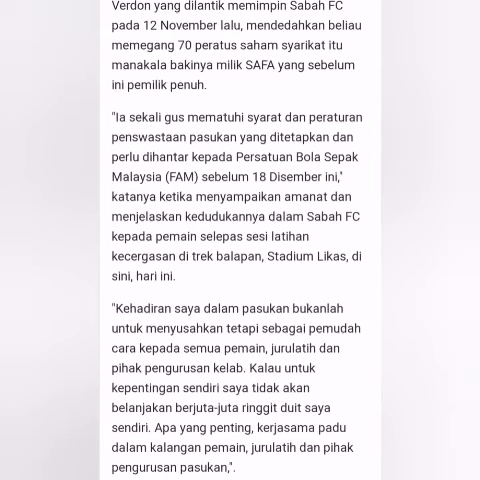 Verdon yang dilantik memimpin Sabah FC
pada 12 November lalu, mendedahkan beliau
memegang 70 peratus saham syarikat itu
manakala bakinya milik SAFA yang sebelum
ini pemilik penuh.
"Ia sekali gus mematuhi syarat dan peraturan
penswastaan pasukan yang ditetapkan dan
perlu dihantar kepada Persatuan Bola Sepak
Malaysia (FAM) sebelum 18 Disember ini,"
katanya ketika menyampaikan amanat dan
menjelaskan kedudukannya dalam Sabah FC
kepada pemain selepas sesi latihan
kecergasan di trek balapan, Stadium Likas, di
sini, hari ini.
"Kehadiran saya dalam pasukan bukanlah
untuk menyusahkan tetapi sebagai pemudah
cara kepada semua pemain, jurulatih dan
pihak pengurusan kelab. Kalau untuk
kepentingan sendiri saya tidak akan
belanjakan berjuta-juta ringgit duit saya
sendiri. Apa yang penting, kerjasama padu
dalam kalangan pemain, jurulatih dan pihak
pengurusan pasukan,".